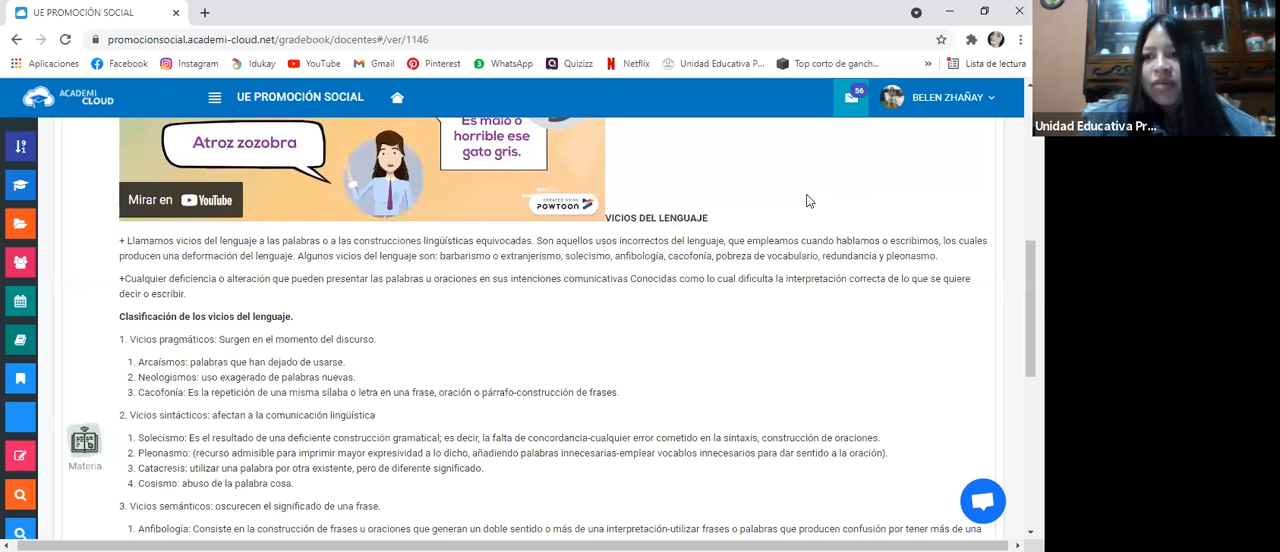 UE PROMOCIÓN SOCIAL
promocionsocial.academi-cloud.net/gradebook/docentes#/ver/1146
Aplicaciones Facebook Instagram Idukay YouTube Gmail Pinterest WhatsApp Quizizz Netflix Unidad Educativa P... Top corto de ganch... » Lista de lectura
ACADEMI CLOUD UE PROMOCIÓN SOCIAL 56 BELEN ZHAÑAY
Unidad Educativa Pr...
Atroz zozobra
Es malo o
horrible ese
gato gris.
Mirar en YouTube
CREATED USING
POWTOON
VICIOS DEL LENGUAJE
+ Llamamos vicios del lenguaje a las palabras o a las construcciones lingüísticas equivocadas. Son aquellos usos incorrectos del lenguaje, que empleamos cuando hablamos o escribimos, los cuales
producen una deformación del lenguaje. Algunos vicios del lenguaje son: barbarismo o extranjerismo, solecismo, anfibología, cacofonía, pobreza de vocabulario, redundancia y pleonasmo.
+Cualquier deficiencia o alteración que pueden presentar las palabras u oraciones en sus intenciones comunicativas Conocidas como lo cual dificulta la interpretación correcta de lo que se quiere
decir o escribir.
Clasificación de los vicios del lenguaje.
1. Vicios pragmáticos: Surgen en el momento del discurso.
1. Arcaísmos: palabras que han dejado de usarse.
2. Neologismos: uso exagerado de palabras nuevas.
3. Cacofonía: Es la repetición de una misma sílaba o letra en una frase, oración o párrafo-construcción de frases.
2. Vicios sintácticos: afectan a la comunicación lingüística
1. Solecismo: Es el resultado de una deficiente construcción gramatical; es decir, la falta de concordancia-cualquier error cometido en la sintaxis, construcción de oraciones.
2. Pleonasmo: (recurso admisible para imprimir mayor expresividad a lo dicho, añadiendo palabras innecesarias-emplear vocablos innecesarios para dar sentido a la oración).
3. Catacresis: utilizar una palabra por otra existente, pero de diferente significado.
4. Cosismo: abuso de la palabra cosa.
Materia
3. Vicios semánticos: oscurecen el significado de una frase.
1. Anfibología: Consiste en la construcción de frases u oraciones que generan un doble sentido o más de una interpretación-utilizar frases o palabras que producen confusión por tener más de una